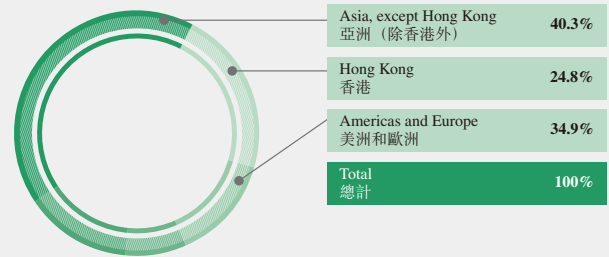 Asia, except Hong Kong 40.3%
亞洲（除香港外）
Hong Kong 24.8%
香港
Americas and Europe 34.9%
美洲和歐洲
Total 100%
總計